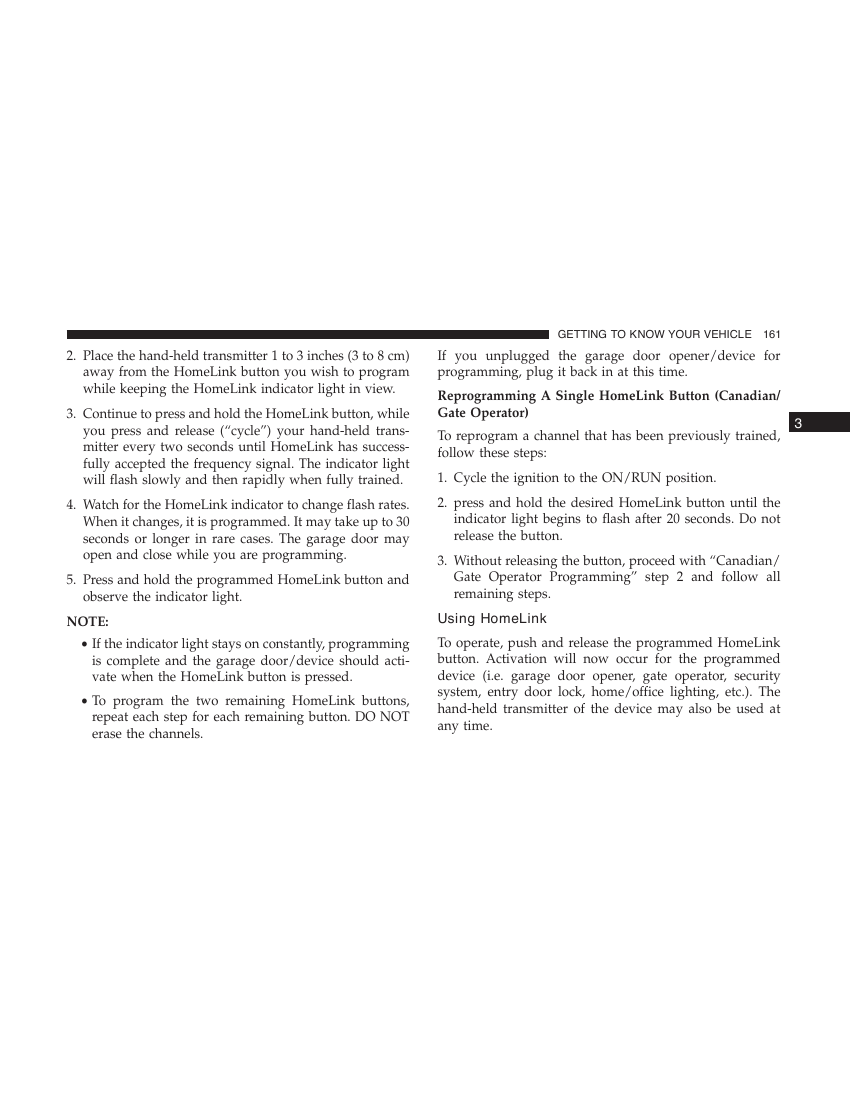 GETTING TO KNOW YOUR VEHICLE 161
2. Place the hand-held transmitter 1 to 3 inches (3 to 8 cm)
away from the HomeLink button you wish to program
while keeping the HomeLink indicator light in view.
3. Continue to press and hold the HomeLink button, while
you press and release (“cycle”) your hand-held trans-
mitter every two seconds until HomeLink has success-
fully accepted the frequency signal. The indicator light
will flash slowly and then rapidly when fully trained.
4. Watch for the HomeLink indicator to change flash rates.
When it changes, it is programmed. It may take up to 30
seconds or longer in rare cases. The garage door may
open and close while you are programming.
5. Press and hold the programmed HomeLink button and
observe the indicator light.
NOTE:
• If the indicator light stays on constantly, programming
is complete and the garage door/device should acti-
vate when the HomeLink button is pressed.
• To program the two remaining HomeLink buttons,
repeat each step for each remaining button. DO NOT
erase the channels.
If you unplugged the garage door opener/device for
programming, plug it back in at this time.
Reprogramming A Single HomeLink Button (Canadian/
Gate Operator)
To reprogram a channel that has been previously trained,
follow these steps:
1. Cycle the ignition to the ON/RUN position.
2. press and hold the desired HomeLink button until the
indicator light begins to flash after 20 seconds. Do not
release the button.
3. Without releasing the button, proceed with “Canadian/
Gate Operator Programming” step 2 and follow all
remaining steps.
Using HomeLink
To operate, push and release the programmed HomeLink
button. Activation will now occur for the programmed
device (i.e. garage door opener, gate operator, security
system, entry door lock, home/office lighting, etc.). The
hand-held transmitter of the device may also be used at
any time.
3